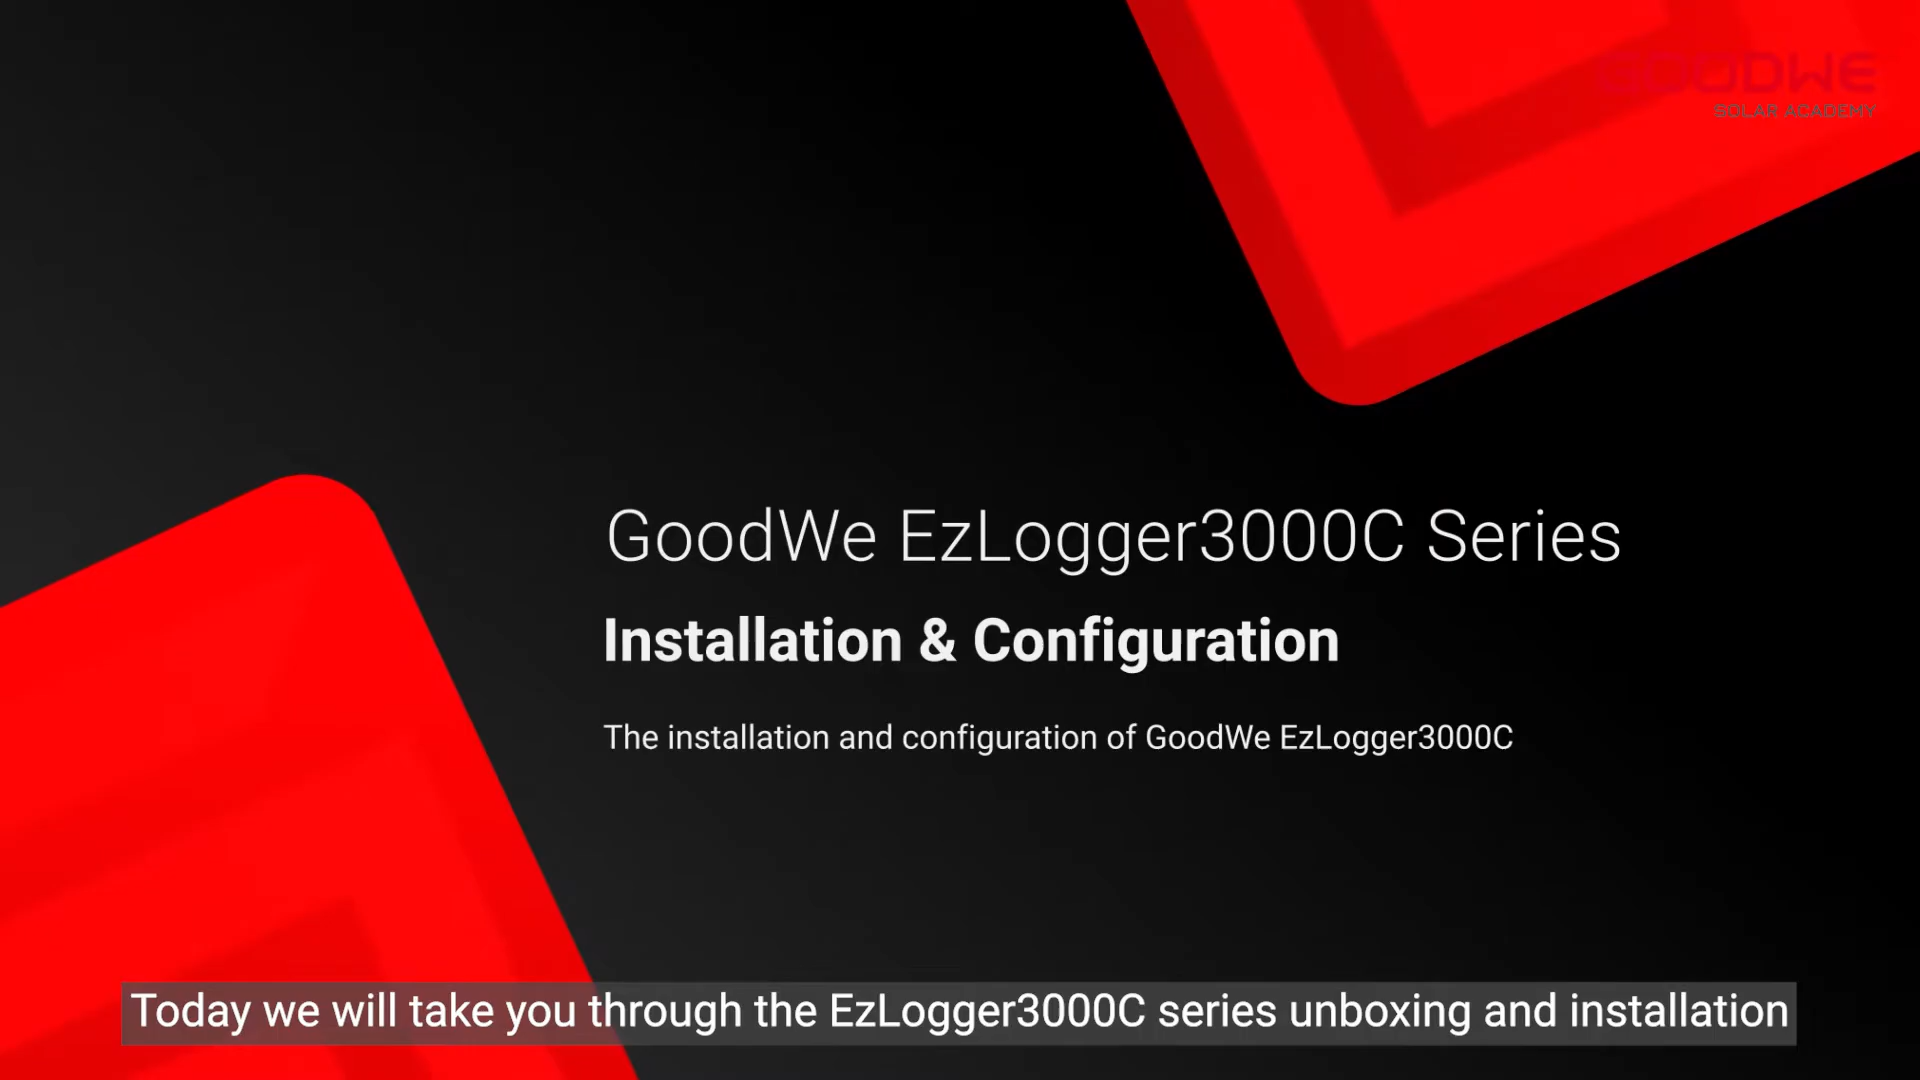 GOODWE
SOLAR ACADEMY
GoodWe EzLogger3000C Series
Installation & Configuration
The installation and configuration of GoodWe EzLogger3000C
Today we will take you through the EzLogger3000C series unboxing and installation